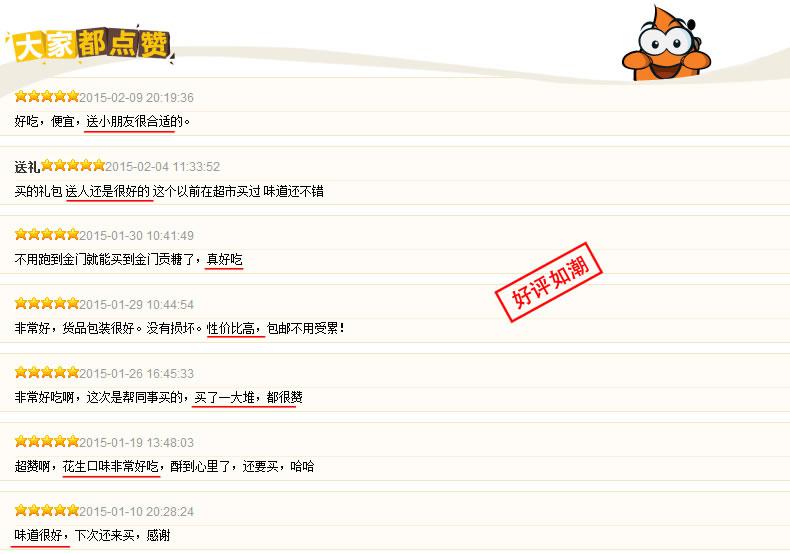 大家都点赞
2015-02-09 20:19:36
好吃，便宜，送小朋友很合适的。
送礼2015-02-04 11:33:52
买的礼包 送人还是很好的 这个以前在超市买过 味道还不错
2015-01-30 10:41:49
不用跑到金门就能买到金门贡糖了，真好吃
好评如潮
2015-01-29 10:44:54
非常好，货品包装很好。没有损坏。性价比高，包邮不用受累！
2015-01-26 16:45:33
非常好吃啊，这次是帮同事买的，买了一大堆，都很赞
2015-01-19 13:48:03
超赞啊，花生口味非常好吃，酥到心里了，还要买，哈哈
2015-01-10 20:28:24
味道很好，下次还来买，感谢